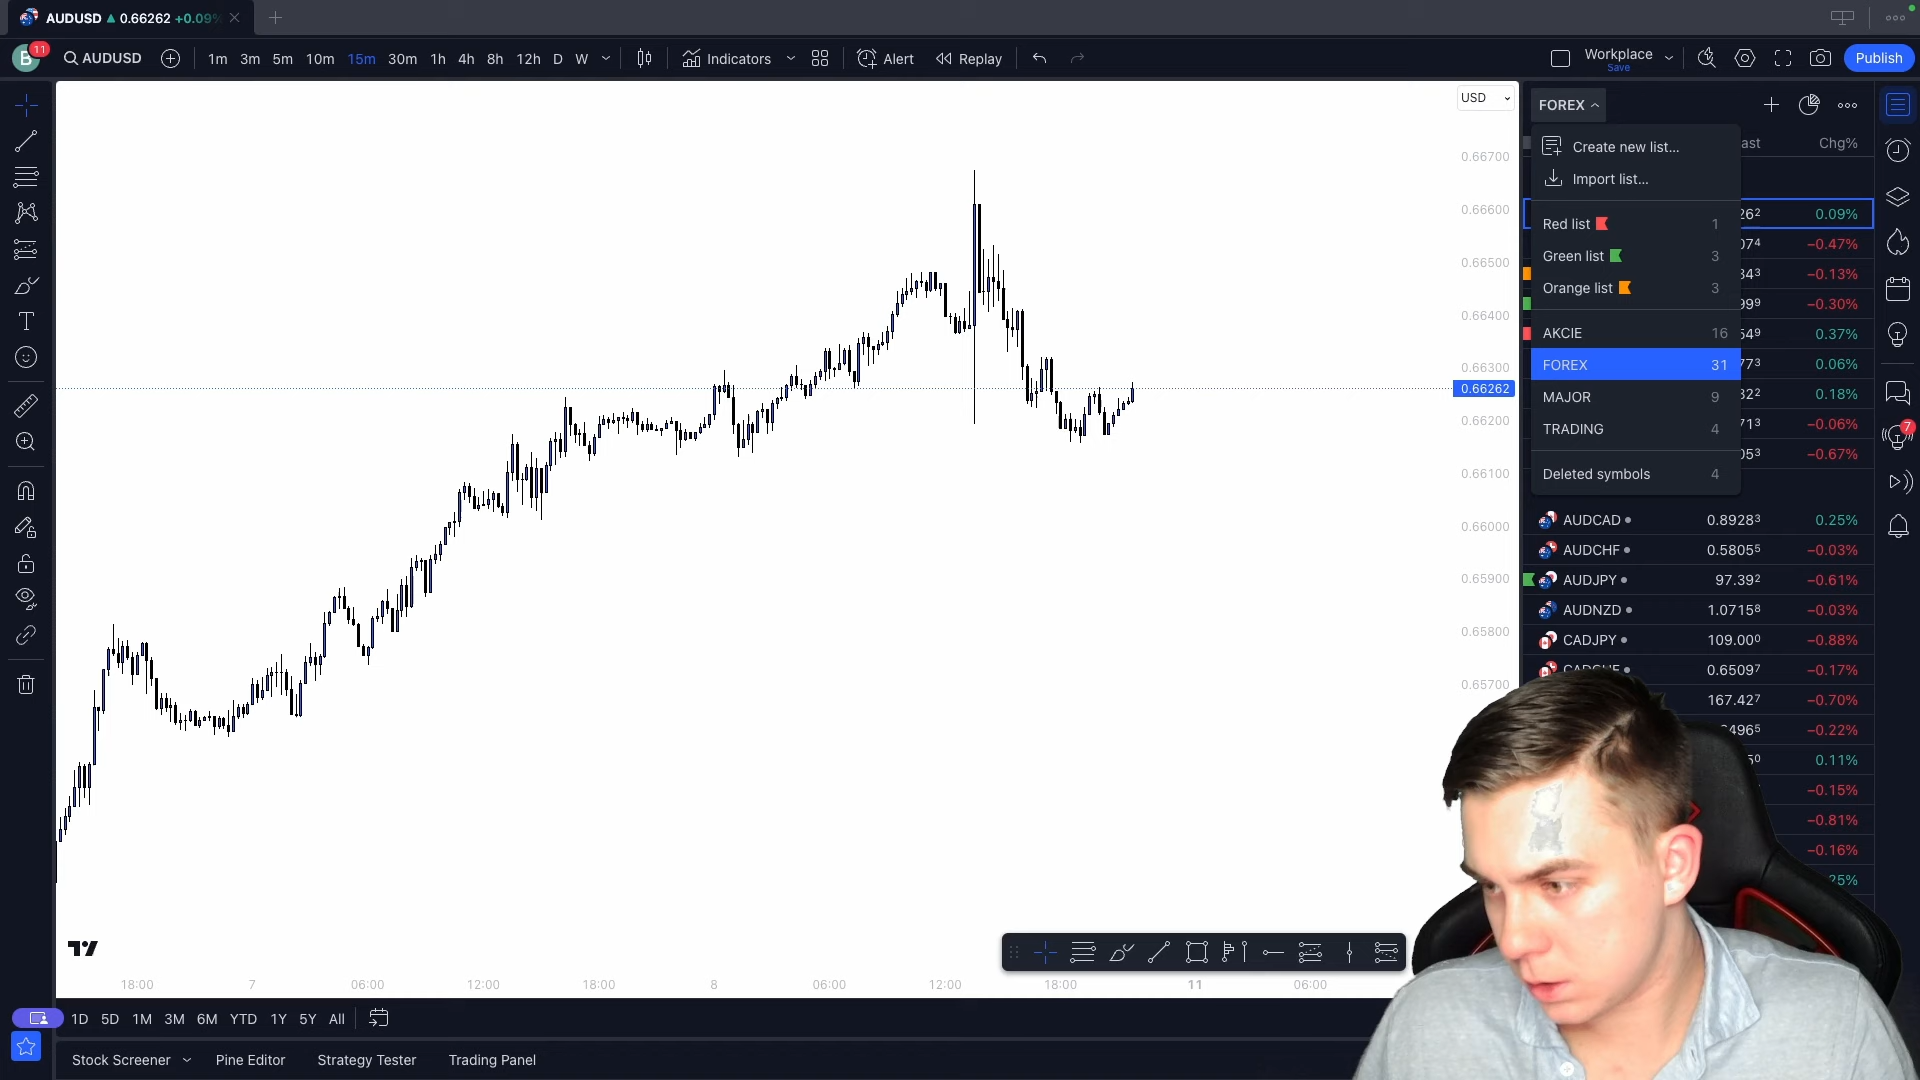 AUDUSD ▲ 0.66262 +0.09%
B 11 AUDUSD 1m 3m 5m 10m 15m 30m 1h 4h 8h 12h D W Indicators Alert Replay Workplace Save Publish
USD
0.66700
0.66600
0.66500
0.66400
0.66300
0.66262
0.66200
0.66100
0.66000
0.65900
0.65800
0.65700
18:00 7 06:00 12:00 18:00 8 06:00 12:00 18:00 11 06:00
1D 5D 1M 3M 6M YTD 1Y 5Y All
Stock Screener Pine Editor Strategy Tester Trading Panel
FOREX
Chg%
Create new list...
Import list...
Red list 1
Green list 3
Orange list 3
AKCIE 16
FOREX 31
MAJOR 9
TRADING 4
Deleted symbols 4
0.09%
−0.47%
−0.13%
−0.30%
0.37%
0.06%
0.18%
−0.06%
−0.67%
AUDCAD 0.89283 0.25%
AUDCHF 0.58055 −0.03%
AUDJPY 97.392 −0.61%
AUDNZD 1.07158 −0.03%
CADJPY 109.000 −0.88%
CADCHF 0.65097 −0.17%
167.427 −0.70%
−0.22%
0.11%
−0.15%
−0.81%
−0.16%
7